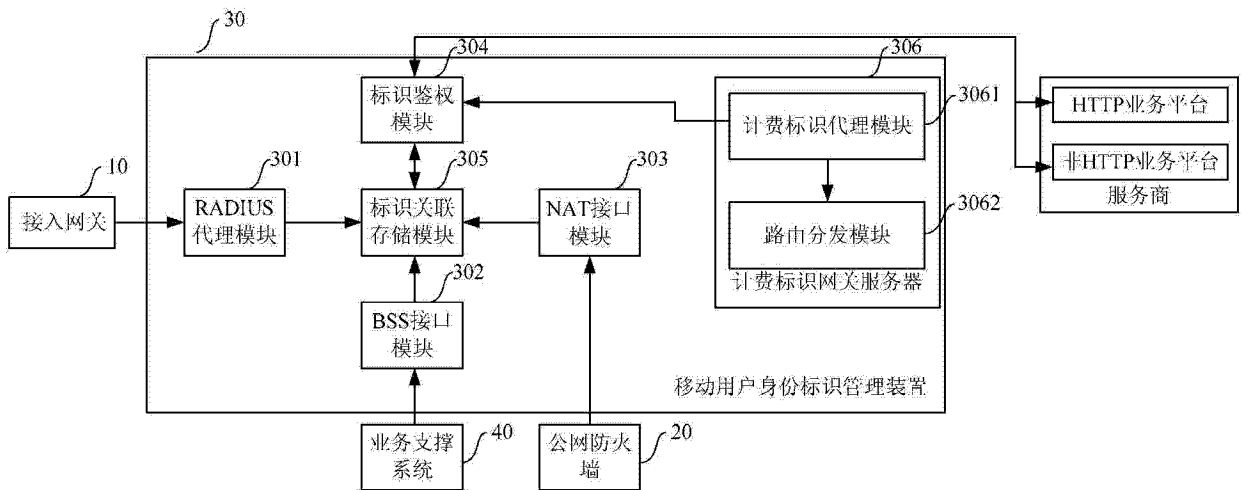 30
304
标识鉴权
模块
306
计费标识代理模块
3061
HTTP业务平台
非HTTP业务平台
服务商
10
接入网关
301
RADIUS
代理模块
305
标识关联
存储模块
303
NAT接口
模块
路由分发模块
3062
计费标识网关服务器
302
BSS接口
模块
移动用户身份标识管理装置
业务支撑
系统
40
公网防火
墙
20